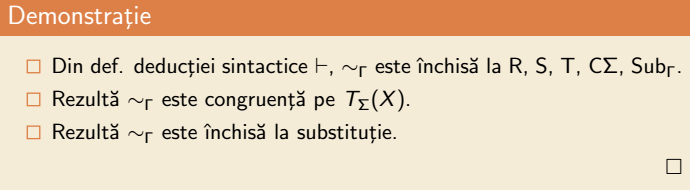 Demonstrație
□ Din def. deducției sintactice ⊢, ∼Γ este închisă la R, S, T, CΣ, SubΓ.
□ Rezultă ∼Γ este congruență pe TΣ(X).
□ Rezultă ∼Γ este închisă la substituție.
□